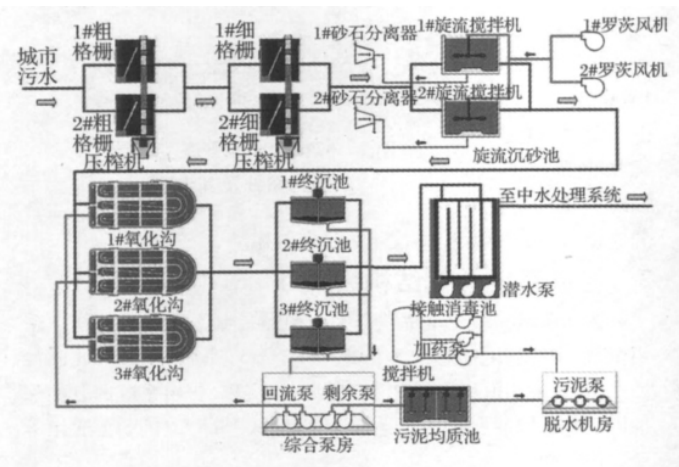 城市
污水
1#粗
格栅
2#粗
格栅
压榨机
1#细
格栅
2#细
格栅
压榨机
1#砂石分离器
2#砂石分离器
1#旋流搅拌机
2#旋流搅拌机
旋流沉砂池
1#罗茨风机
2#罗茨风机
1#氧化沟
2#氧化沟
3#氧化沟
1#终沉池
2#终沉池
3#终沉池
至中水处理系统
潜水泵
接触消毒池
加药泵
搅拌机
回流泵
剩余泵
综合泵房
污泥均质池
污泥泵
脱水机房